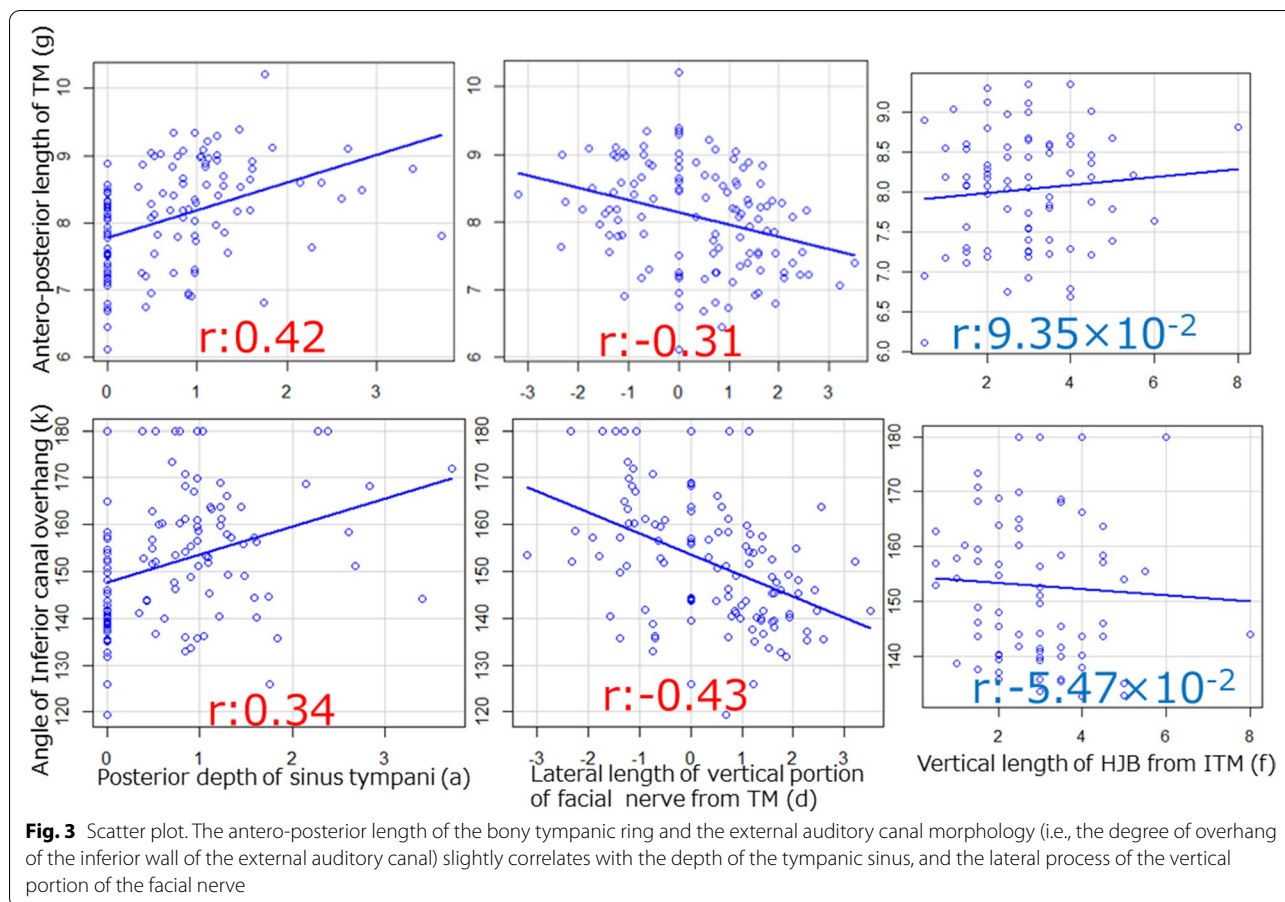 Antero-posterior length of TM (g)
6 7 8 9 10
0 1 2 3
r:0.42
6 7 8 9 10
-3 -2 -1 0 1 2 3
r:-0.31
6.0 6.5 7.0 7.5 8.0 8.5 9.0
2 4 6 8
r:9.35×10-2
Angle of Inferior canal overhang (k)
120 130 140 150 160 170 180
0 1 2 3
r:0.34
Posterior depth of sinus tympani (a)
120 130 140 150 160 170 180
-3 -2 -1 0 1 2 3
r:-0.43
Lateral length of vertical portion
of facial nerve from TM (d)
140 150 160 170 180
2 4 6 8
r:-5.47×10-2
Vertical length of HJB from ITM (f)
Fig. 3 Scatter plot. The antero-posterior length of the bony tympanic ring and the external auditory canal morphology (i.e., the degree of overhang
of the inferior wall of the external auditory canal) slightly correlates with the depth of the tympanic sinus, and the lateral process of the vertical
portion of the facial nerve